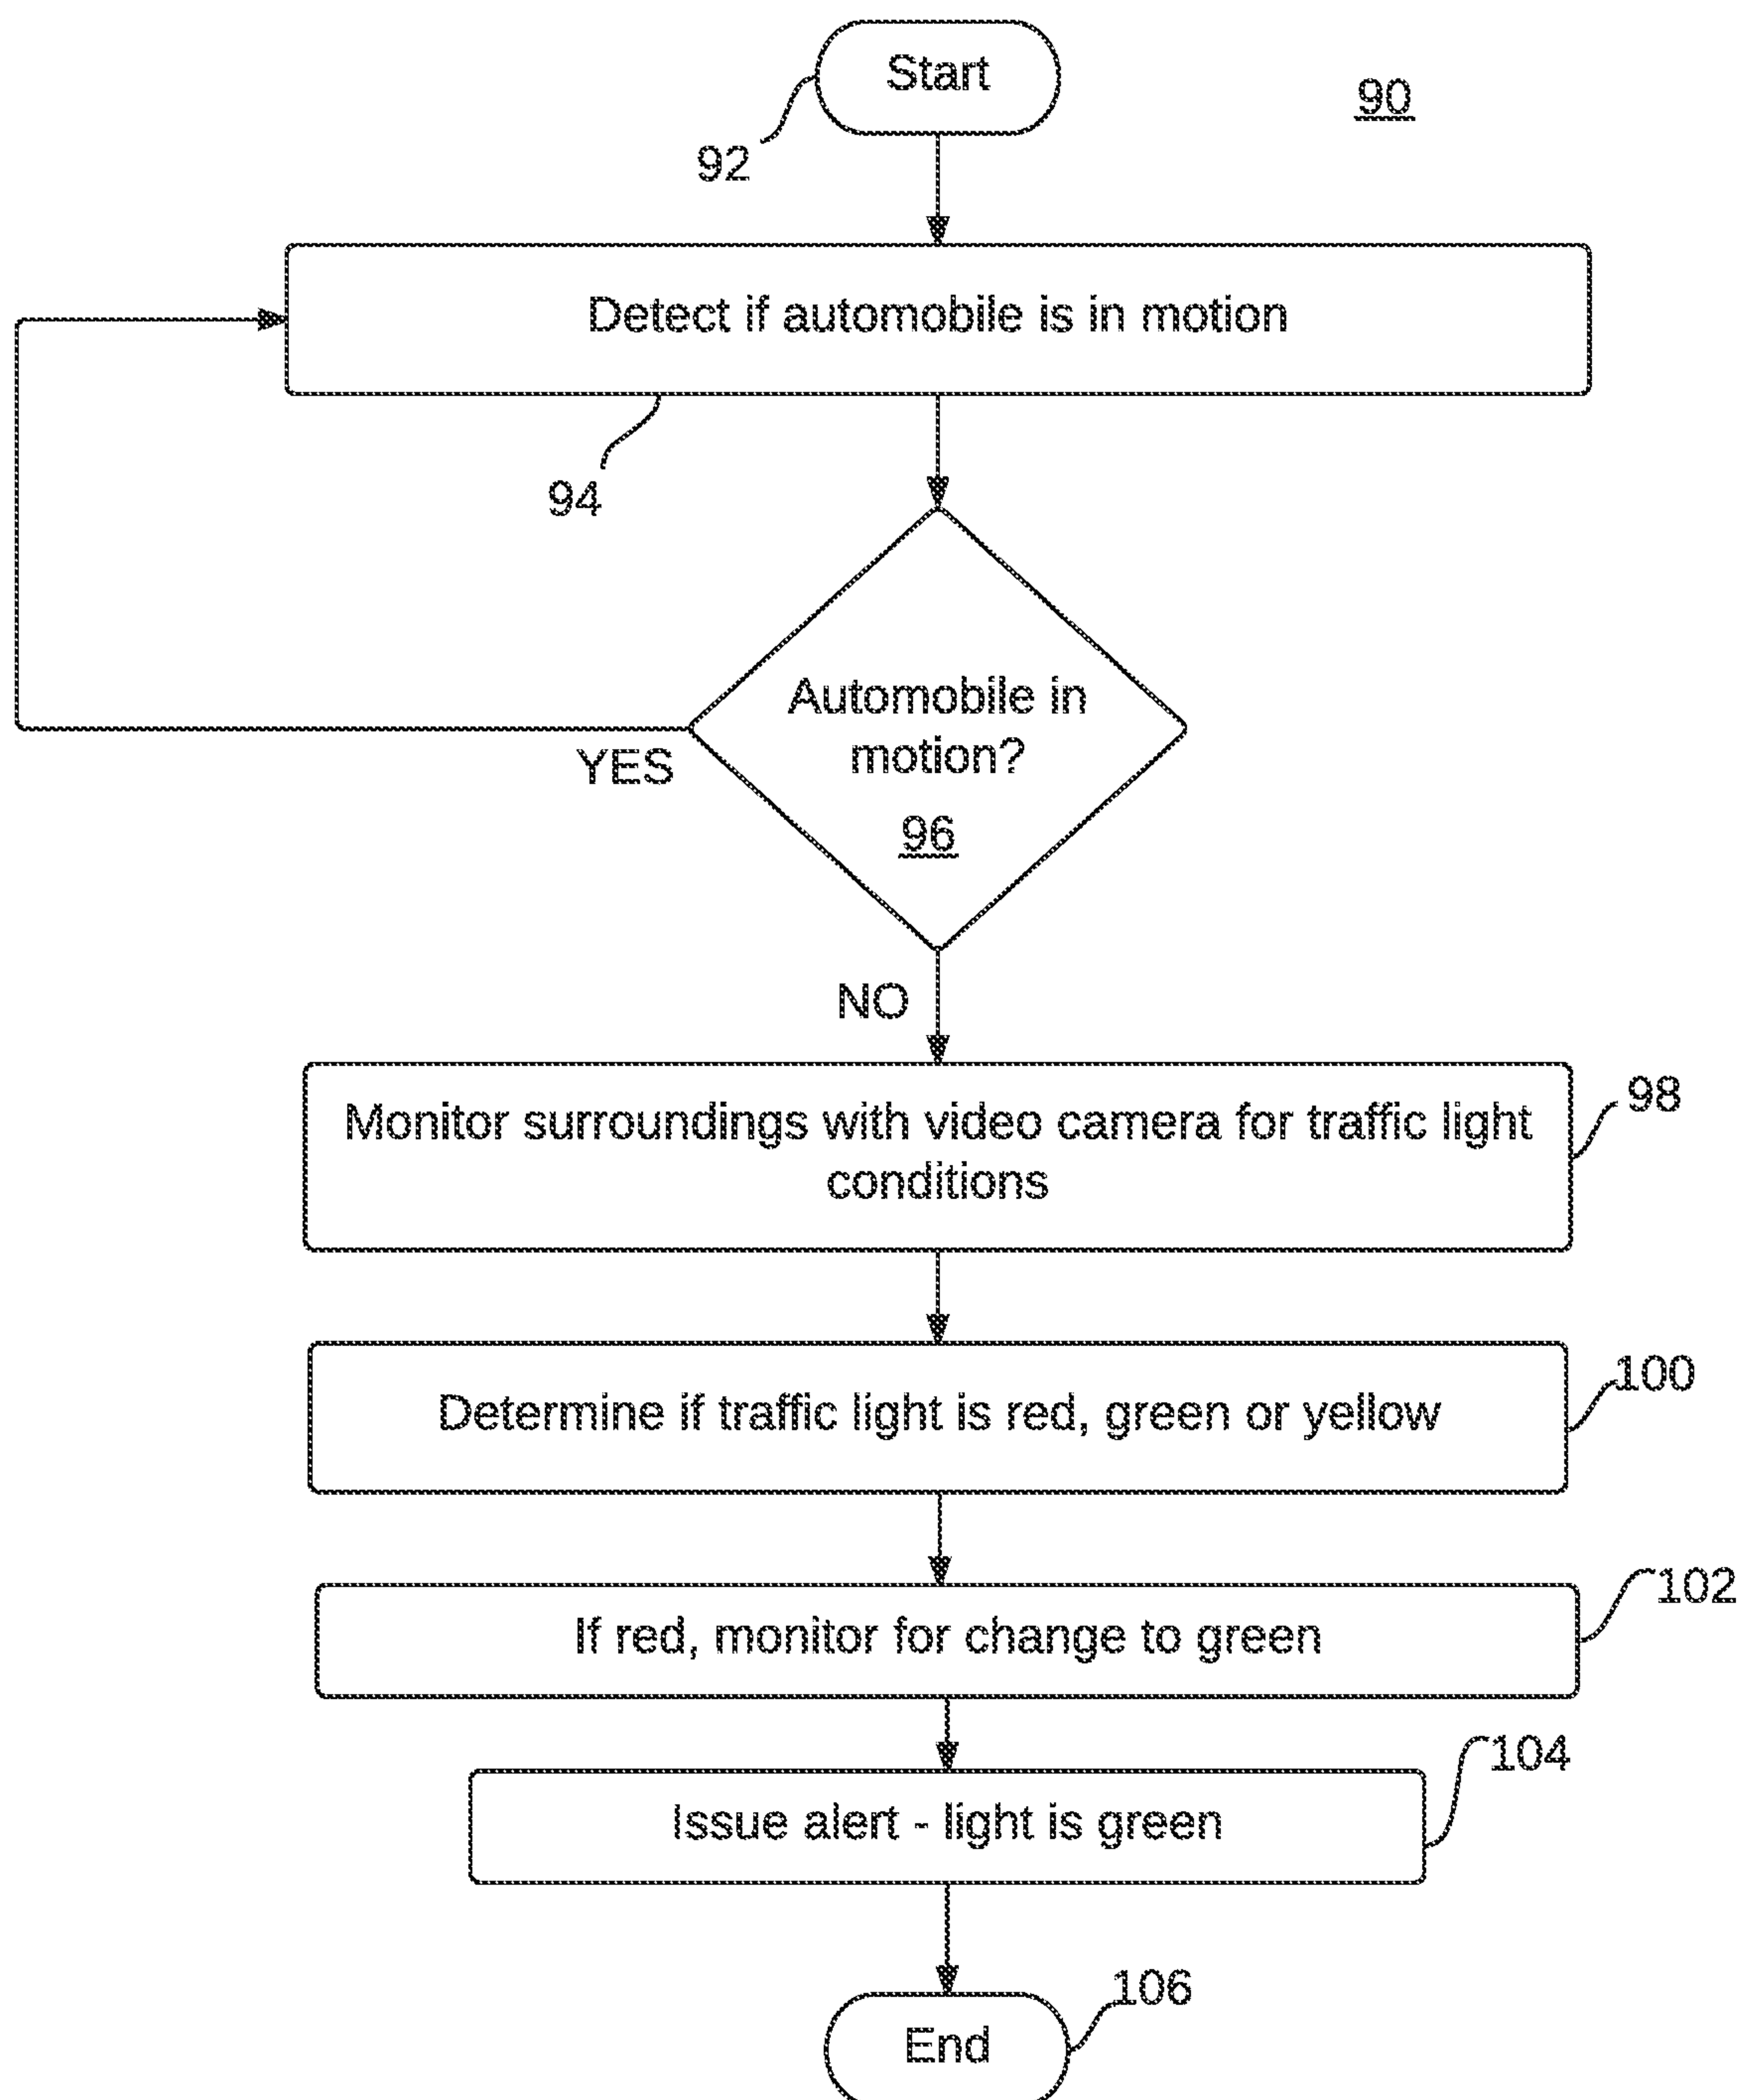 Start
90
92
Detect if automobile is in motion
94
Automobile in
motion?
96
YES
NO
Monitor surroundings with video camera for traffic light
conditions
98
Determine if traffic light is red, green or yellow
100
If red, monitor for change to green
102
Issue alert - light is green
104
End
106